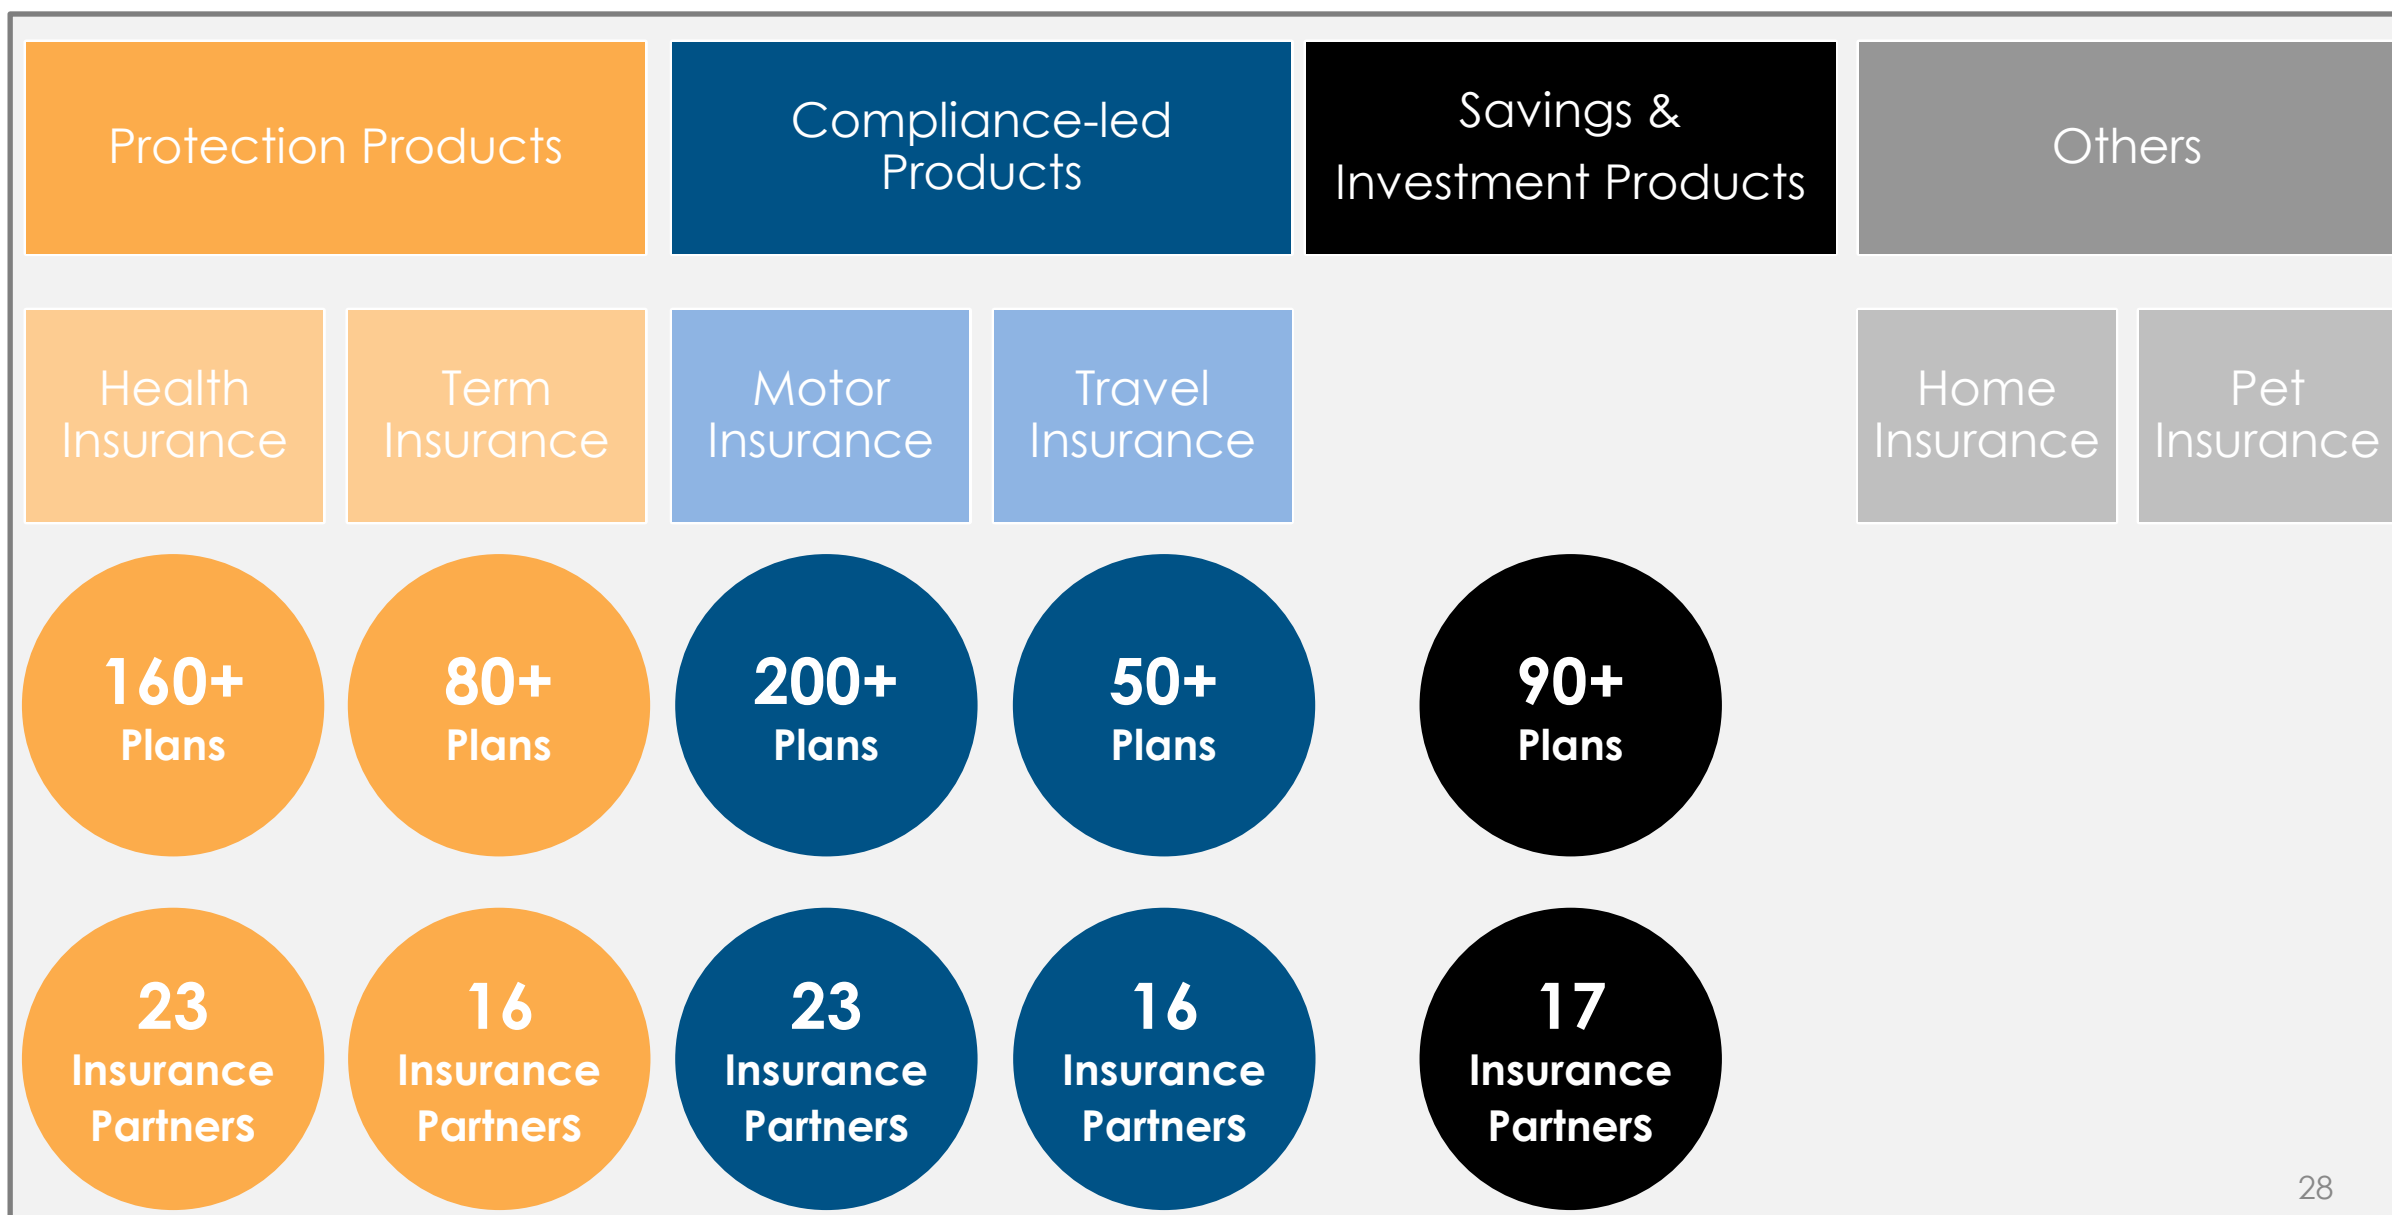 Protection Products
Compliance-led
Products
Savings &
Investment Products
Others
Health
Insurance
Term
Insurance
Motor
Insurance
Travel
Insurance
Home
Insurance
Pet
Insurance
160+
Plans
80+
Plans
200+
Plans
50+
Plans
90+
Plans
23
Insurance
Partners
16
Insurance
Partners
23
Insurance
Partners
16
Insurance
Partners
17
Insurance
Partners
28